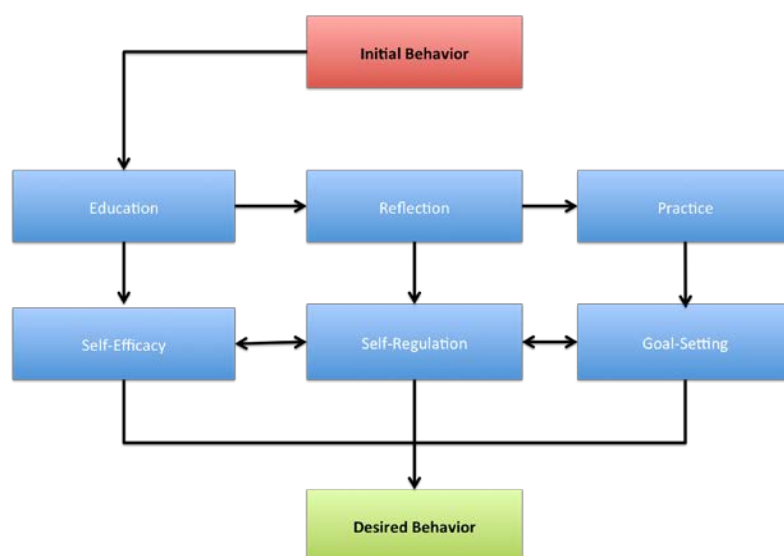 Initial Behavior
Education
Reflection
Practice
Self-Efficacy
Self-Regulation
Goal-Setting
Desired Behavior